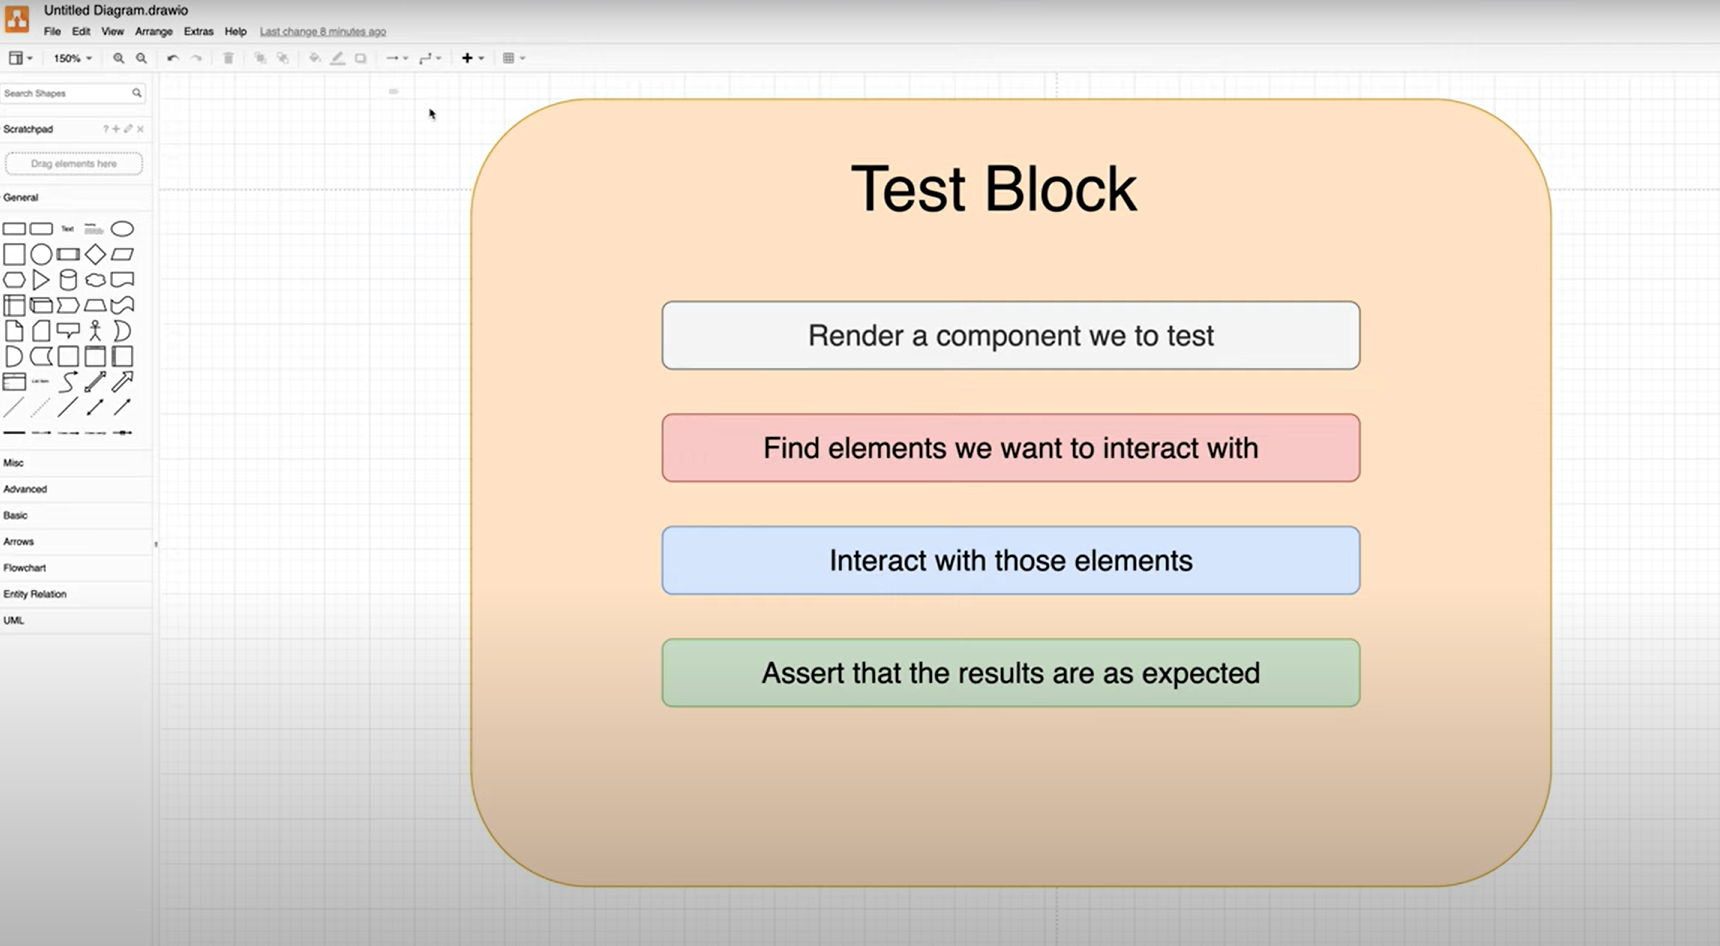 Untitled Diagram.drawio
File Edit View Arrange Extras Help Last change 8 minutes ago
150%
Search Shapes
Scratchpad ?
Drag elements here
General
Text
List Item
Misc
Advanced
Basic
Arrows
Flowchart
Entity Relation
UML
Test Block
Render a component we to test
Find elements we want to interact with
Interact with those elements
Assert that the results are as expected